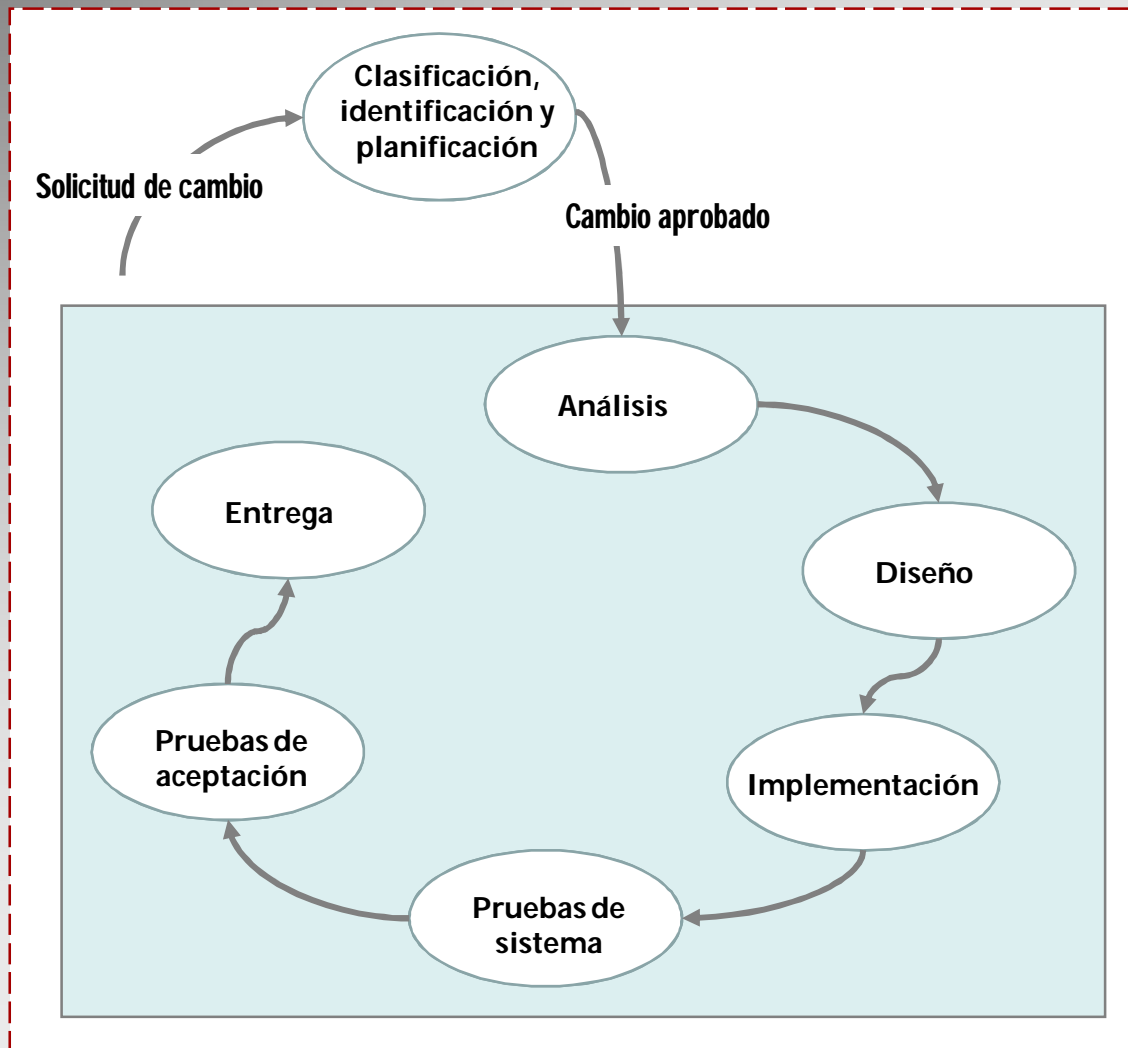 Clasificación,
identificación y
planificación
Solicitud de cambio
Cambio aprobado
Análisis
Diseño
Implementación
Pruebas de
sistema
Pruebas de
aceptación
Entrega